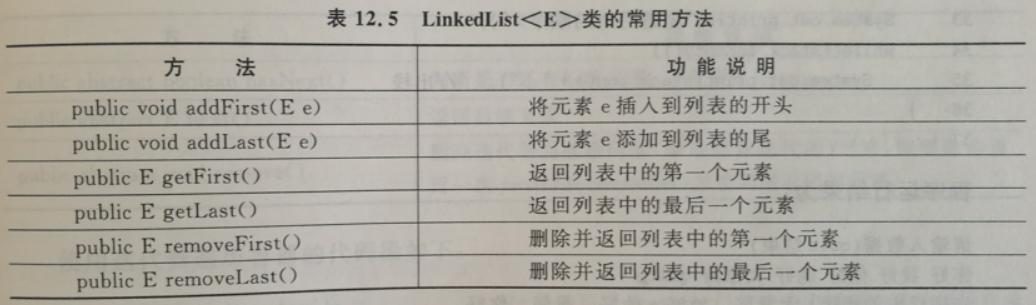 表 12.5 LinkedList<E>类的常用方法
方 法 功 能 说 明
public void addFirst(E e) 将元素 e 插入到列表的开头
public void addLast(E e) 将元素 e 添加到列表的尾
public E getFirst() 返回列表中的第一个元素
public E getLast() 返回列表中的最后一个元素
public E removeFirst() 删除并返回列表中的第一个元素
public E removeLast() 删除并返回列表中的最后一个元素